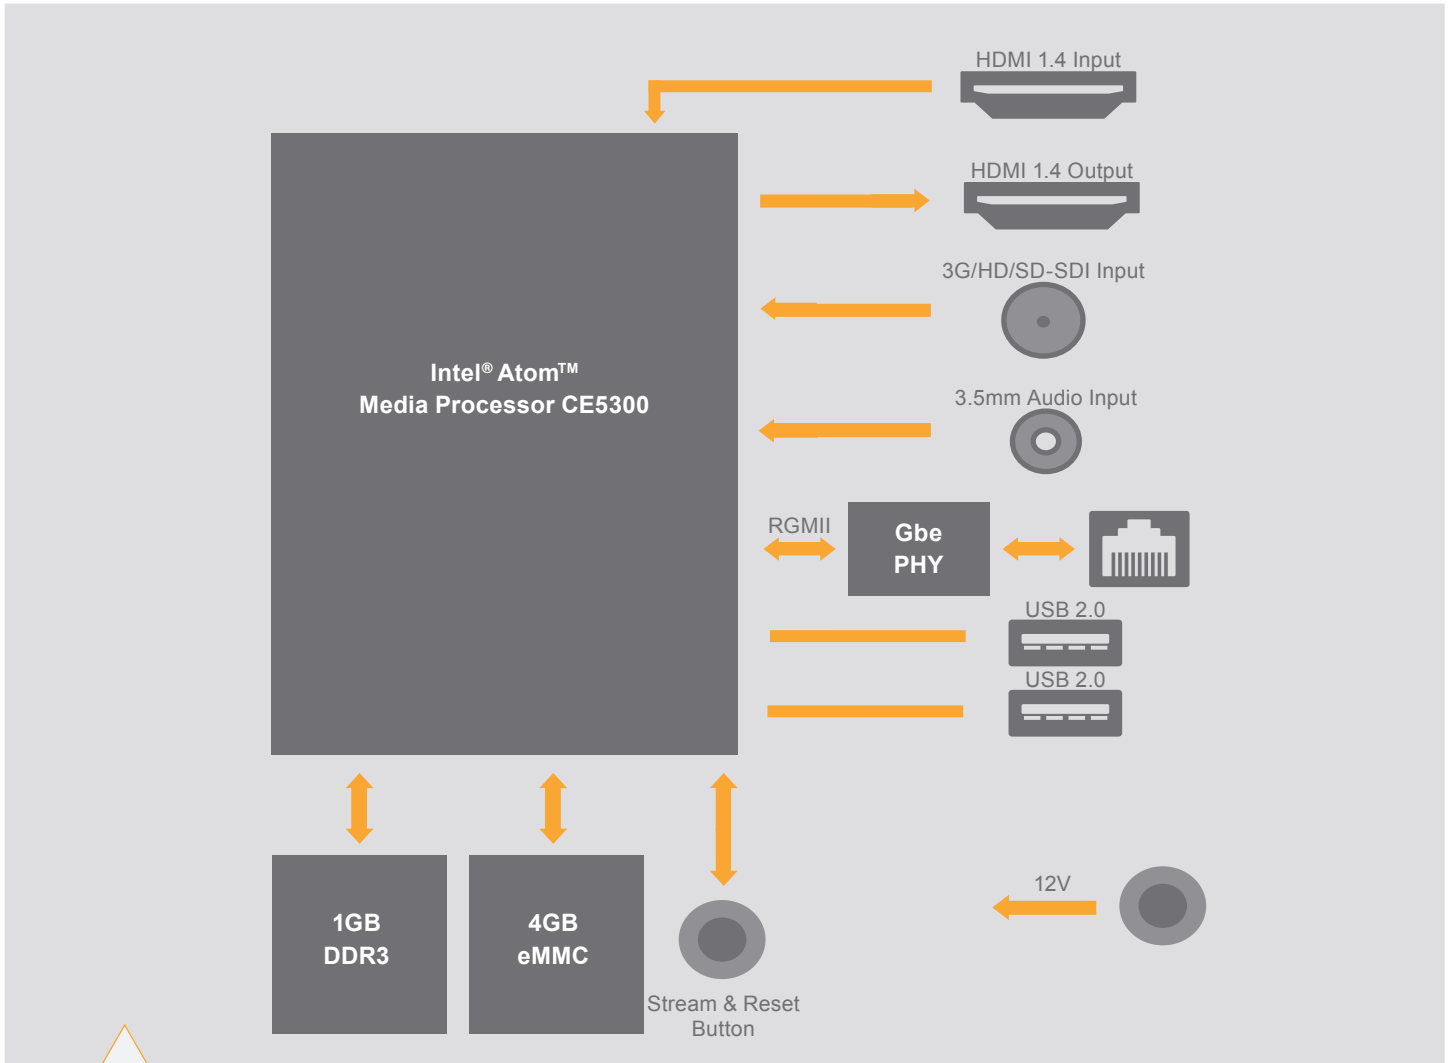 HDMI 1.4 Input
HDMI 1.4 Output
3G/HD/SD-SDI Input
Intel® Atom™
Media Processor CE5300
3.5mm Audio Input
RGMII
Gbe
PHY
USB 2.0
USB 2.0
1GB
DDR3
4GB
eMMC
12V
Stream & Reset
Button